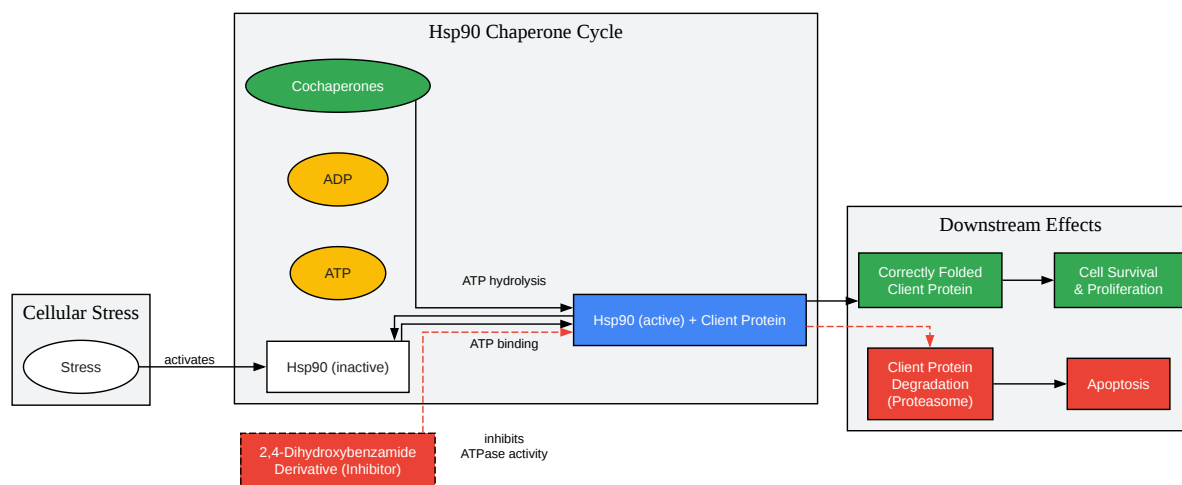 Hsp90 Chaperone Cycle
Cochaperones
ADP
ATP
ATP hydrolysis
Hsp90 (active) + Client Protein
ATP binding
Cellular Stress
Stress
activates
Hsp90 (inactive)
2,4-Dihydroxybenzamide
Derivative (Inhibitor)
inhibits
ATPase activity
Downstream Effects
Correctly Folded
Client Protein
Cell Survival
& Proliferation
Client Protein
Degradation
(Proteasome)
Apoptosis